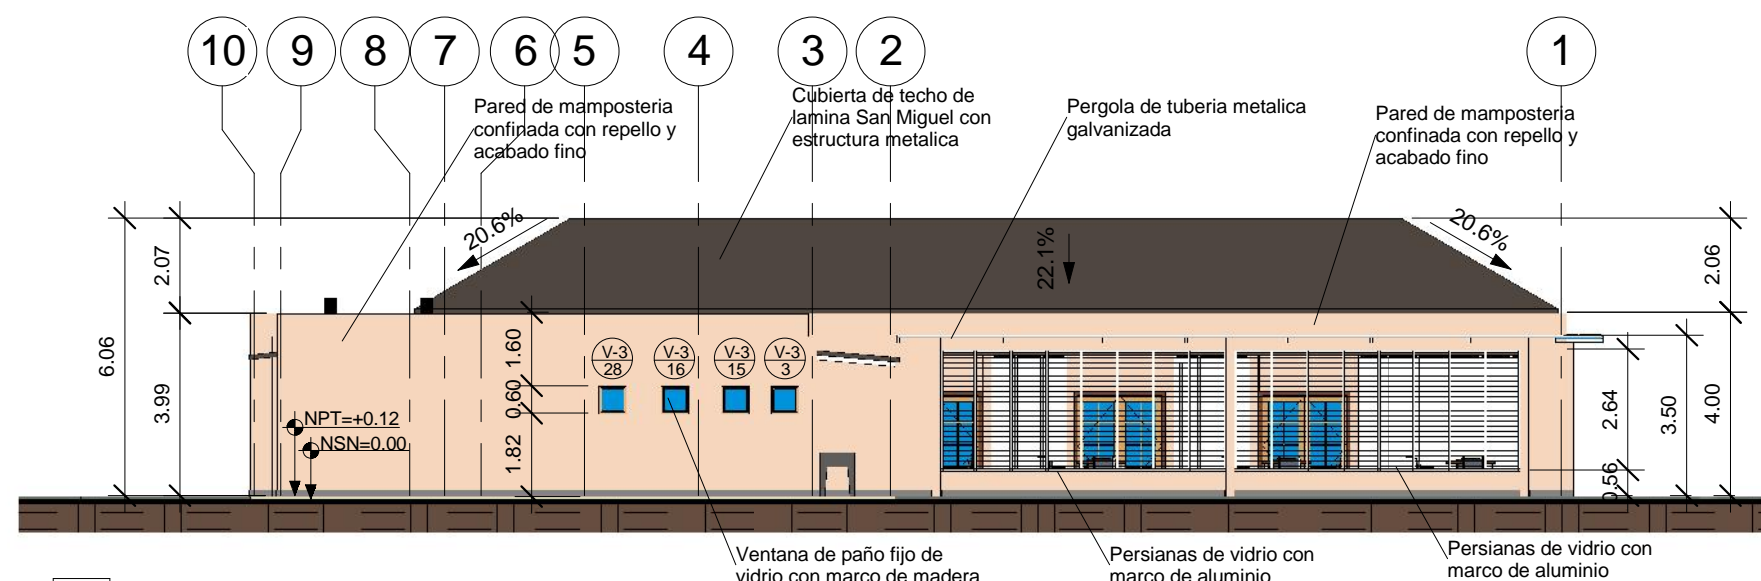 10 9 8 7 6 5 4 3 2 1
Pared de mamposteria
confinada con repello y
acabado fino
Cubierta de techo de
lamina San Miguel con
estructura metalica
Pergola de tuberia metalica
galvanizada
Pared de mamposteria
confinada con repello y
acabado fino
20.6%
22.1%
20.6%
6.06
2.07
3.99
1.60
0.60
1.82
V-3
28
V-3
16
V-3
15
V-3
3
NPT=+0.12
NSN=0.00
2.06
2.64
3.50
4.00
0.56
Ventana de paño fijo de
vidrio con marco de madera
Persianas de vidrio con
marco de aluminio
Persianas de vidrio con
marco de aluminio